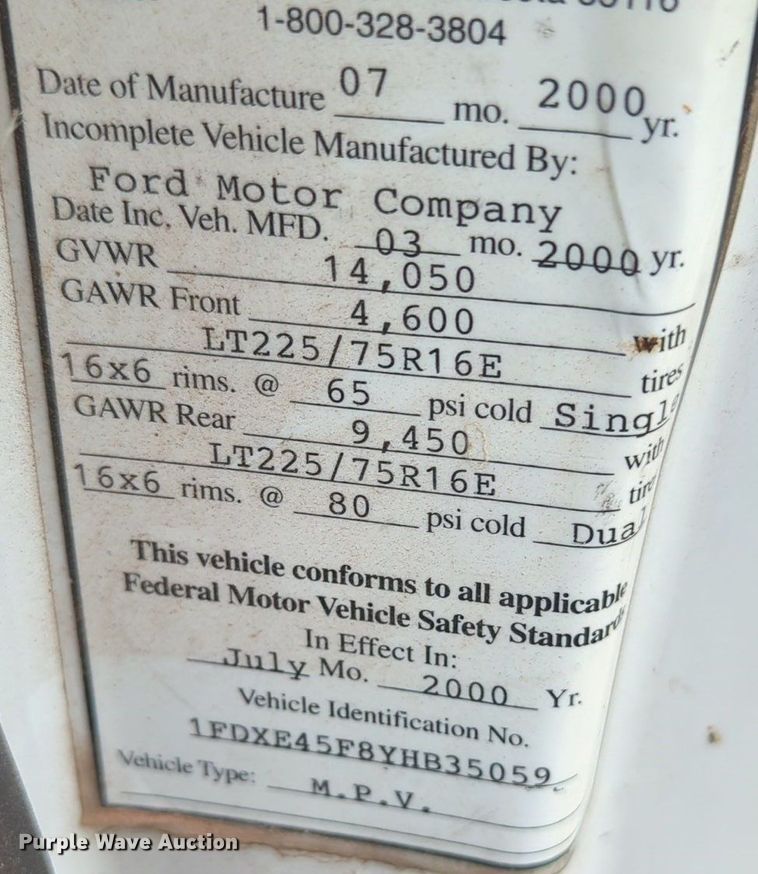 1-800-328-3804
Date of Manufacture 07 mo. 2000 yr.
Incomplete Vehicle Manufactured By:
Ford Motor Company
Date Inc. Veh. MFD. 03 mo. 2000 yr.
GVWR 14,050
GAWR Front 4,600 with
LT225/75R16E tires
16x6 rims. @ 65 psi cold Single
GAWR Rear 9,450 with
LT225/75R16E tire
16x6 rims. @ 80 psi cold Dual
This vehicle conforms to all applicable
Federal Motor Vehicle Safety Standards
In Effect In:
July Mo. 2000 Yr.
Vehicle Identification No.
1FDXE45F8YHB35059
Vehicle Type: M.P.V.
Purple Wave Auction